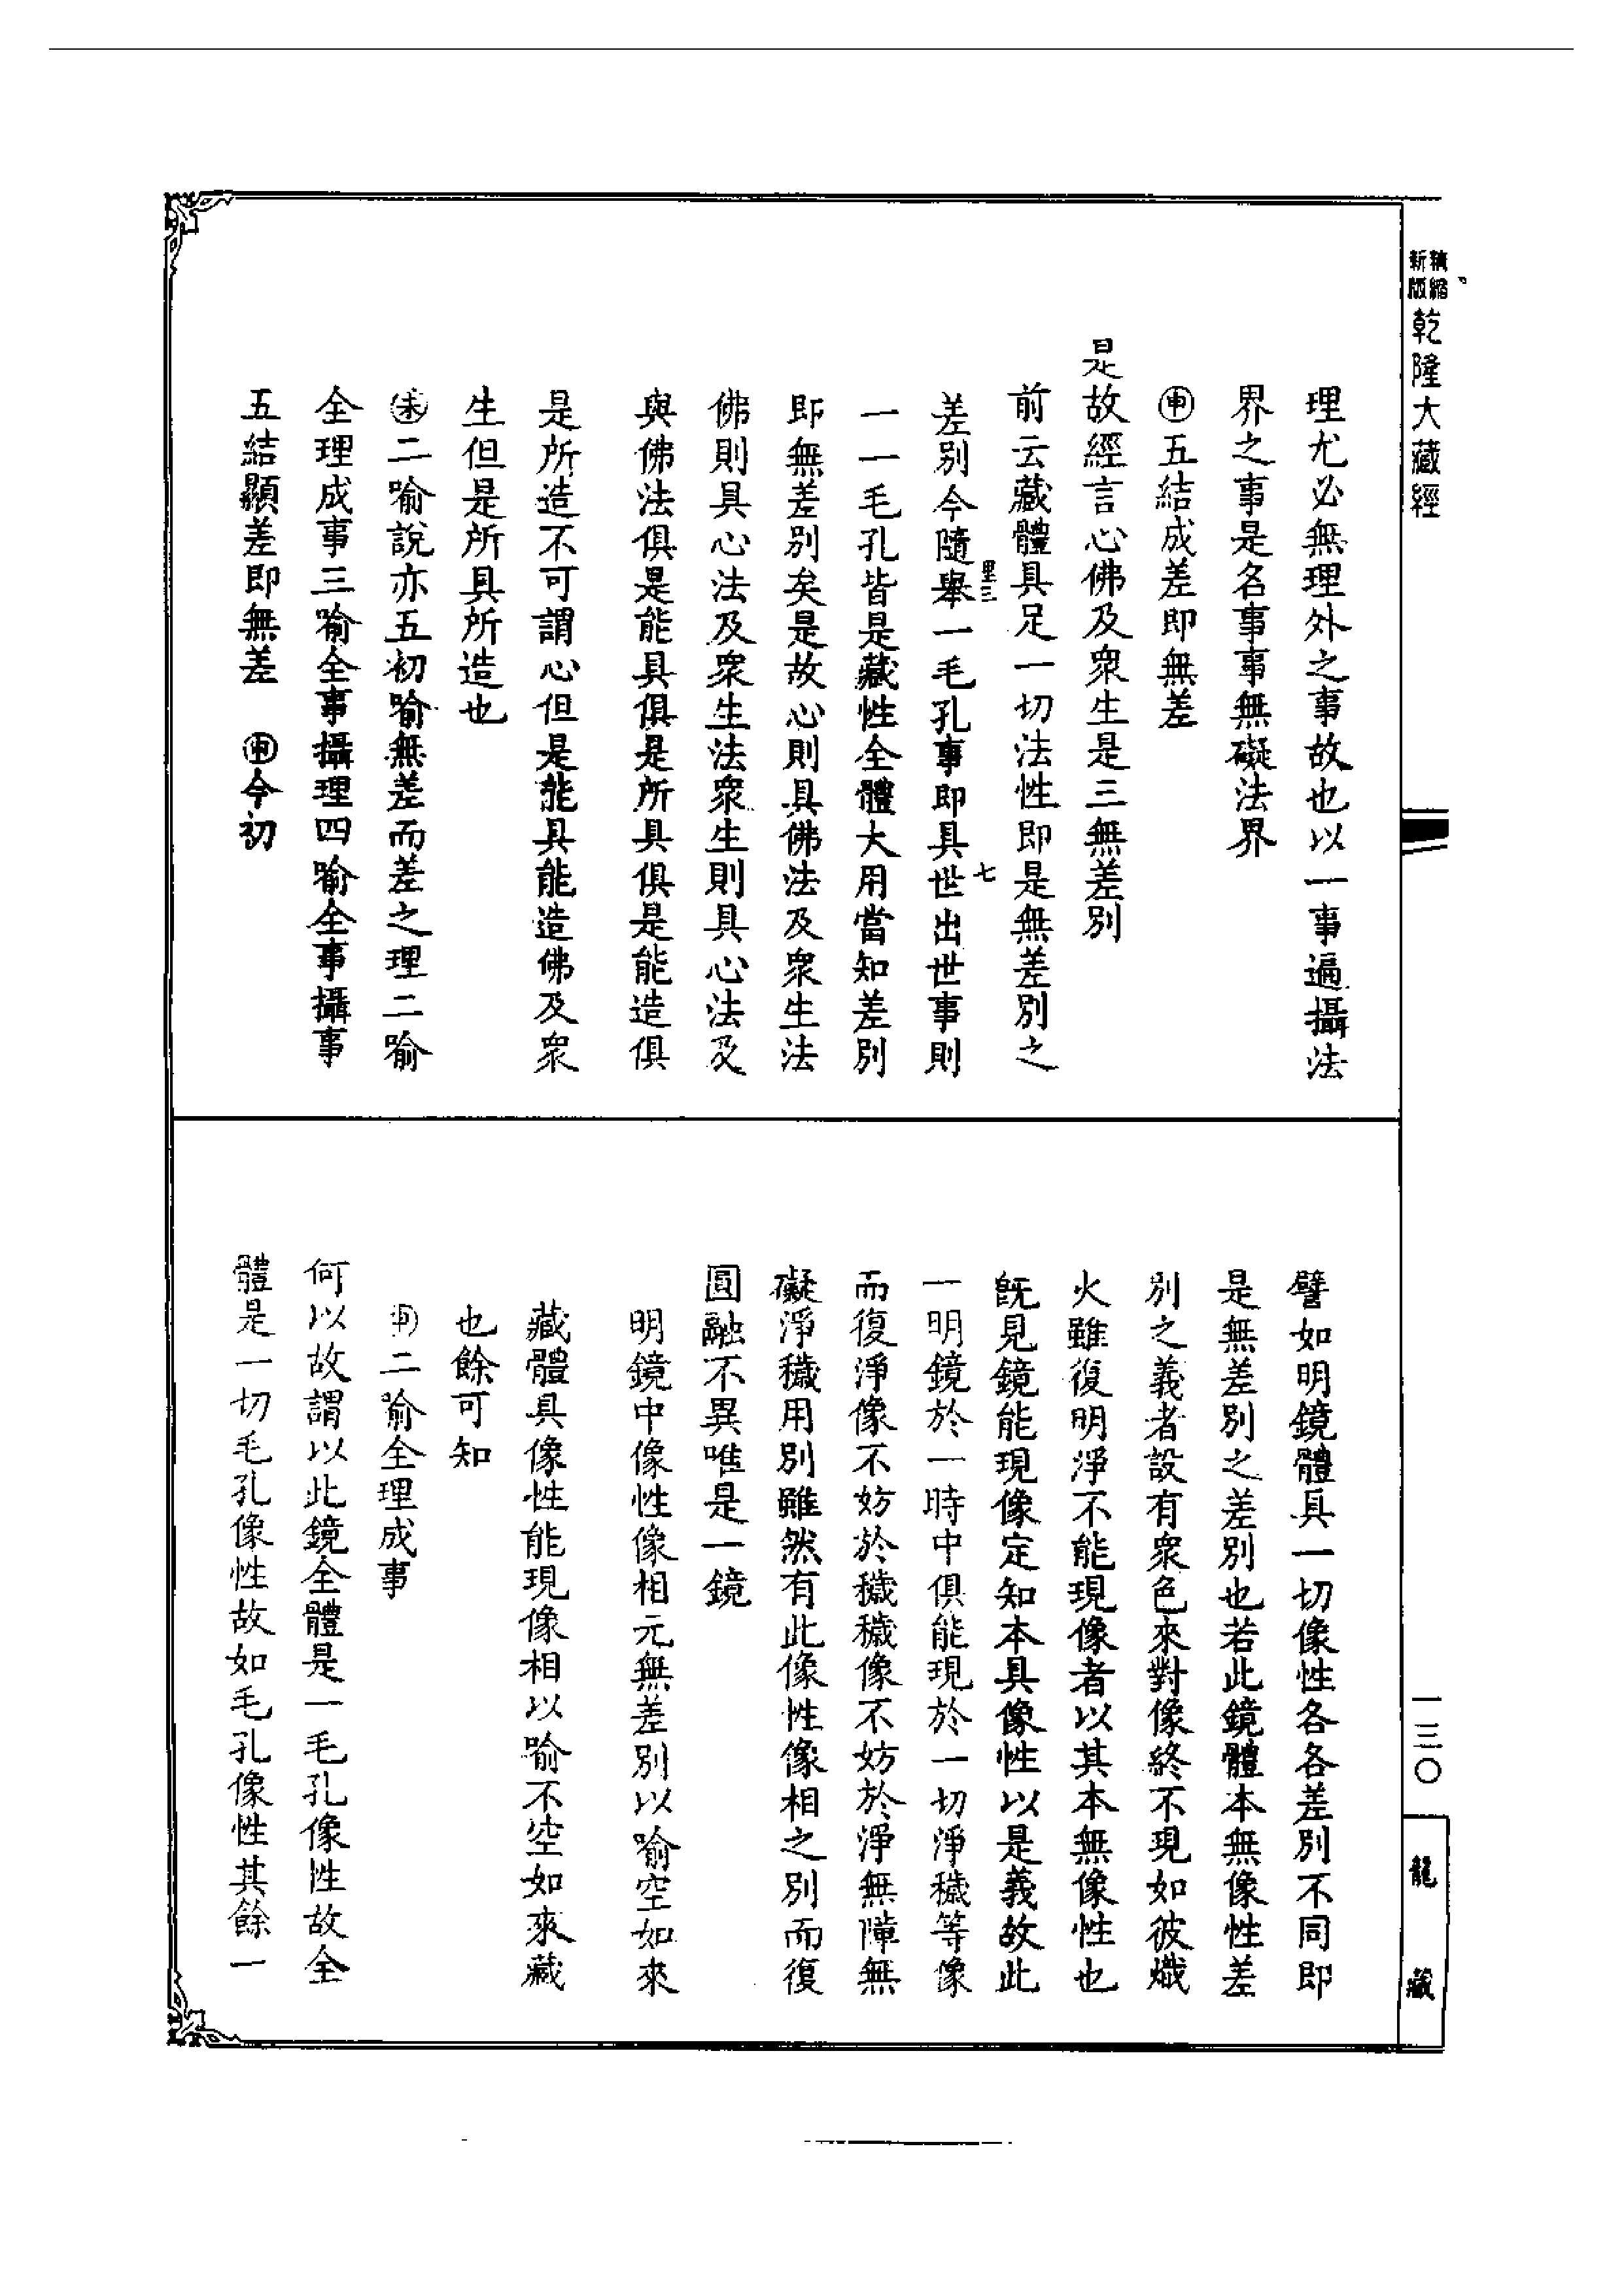 精縮
新版
乾隆大藏經
理尤必無理外之事故也以一事遍攝法
界之事是名事事無礙法界
㊥五結成差即無差
是故經言心佛及衆生是三無差別
前云藏體具足一切法性即是無差別之
差別今隨舉一毛孔事即具世出世事則
一一毛孔皆是藏性全體大用當知差別
即無差別矣是故心則具佛法及衆生法
佛則具心法及衆生法衆生則具心法及
與佛法俱是能具俱是所具俱是能造俱
是所造不可謂心但是能具能造佛及衆
生但是所具所造也
未二喻說亦五初喻無差而差之理二喻
全理成事三喻全事攝理四喻全事攝事
五結顯差即無差 申今初
七
譬如明鏡體具一切像性各各差別不同即
是無差別之差別也若此鏡體本無像性差
別之義者設有衆色來對像終不現如彼熾
火雖復明淨不能現像者以其本無像性也
旣見鏡能現像定知本具像性以是義故此
一明鏡於一時中俱能現於一切淨穢等像
而復淨像不妨於穢穢像不妨於淨無障無
礙淨穢用別雖然有此像性像相之別而復
圓融不異唯是一鏡
明鏡中像性像相元無差別以喻空如來
藏體具像性能現像相以喻不空如來藏
也餘可知
申二喻全理成事
何以故謂以此鏡全體是一毛孔像性故全
體是一切毛孔像性故如毛孔像性其餘一
一三〇
龍藏